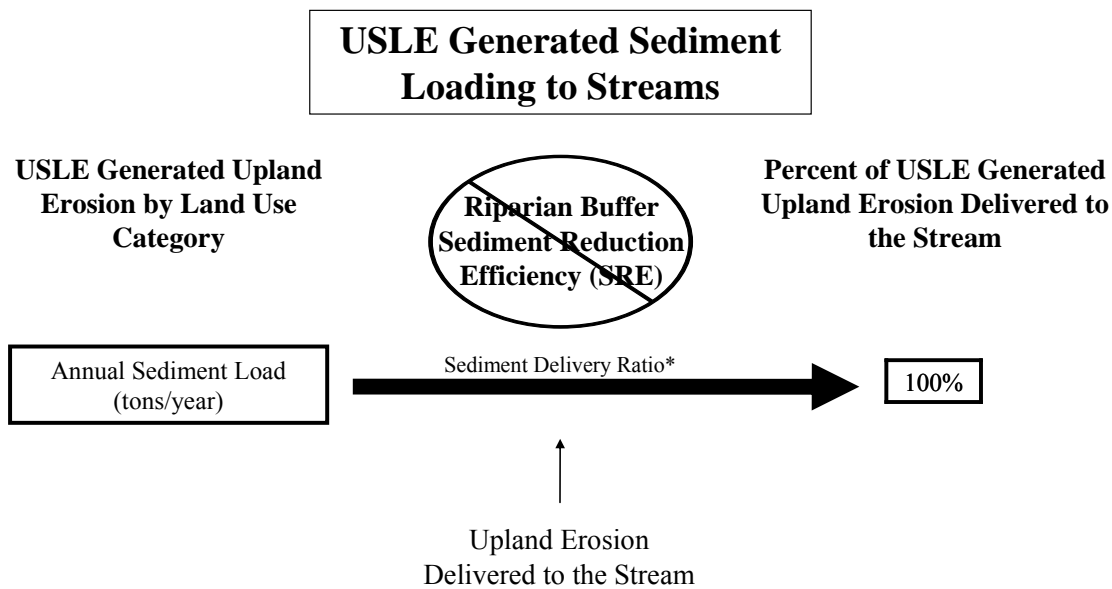 USLE Generated Sediment
Loading to Streams
USLE Generated Upland
Erosion by Land Use
Category
Riparian Buffer
Sediment Reduction
Efficiency (SRE)
Percent of USLE Generated
Upland Erosion Delivered to
the Stream
Annual Sediment Load
(tons/year)
Sediment Delivery Ratio*
100%
Upland Erosion
Delivered to the Stream